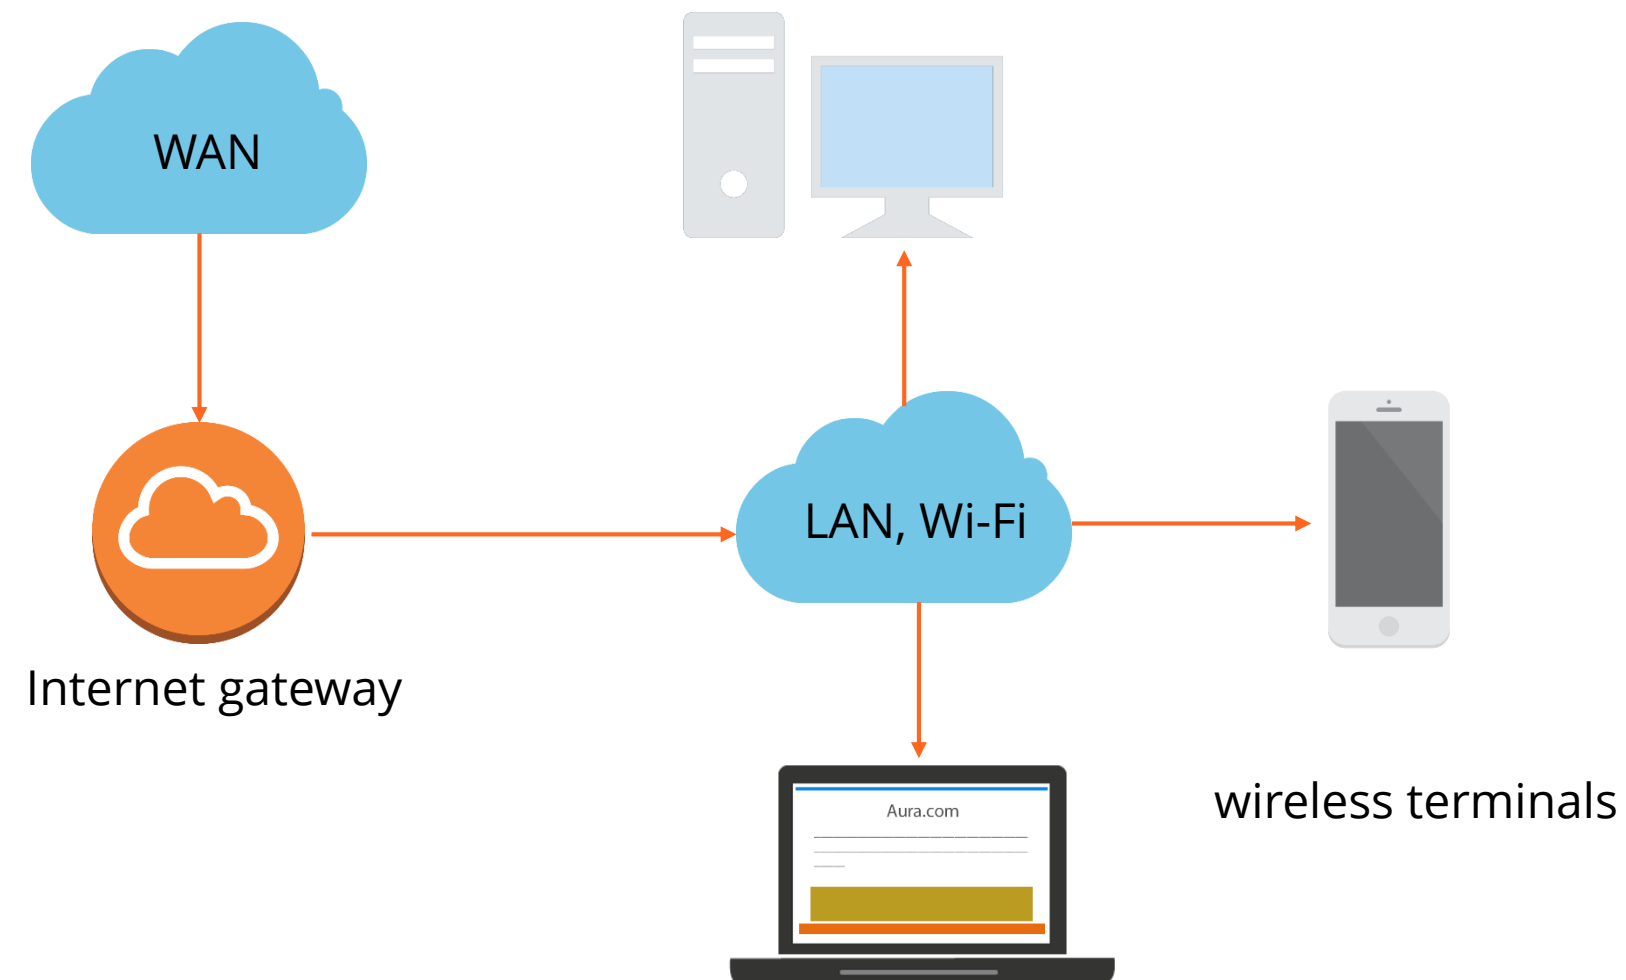 WAN
LAN, Wi-Fi
Internet gateway
wireless terminals
Aura.com